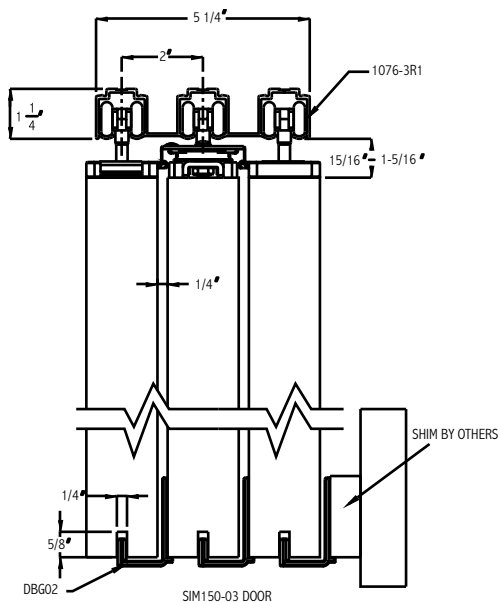 5 1/4"
2"
1076-3R1
1 1/4"
15/16" - 1-5/16"
1/4"
SHIM BY OTHERS
1/4"
5/8"
DBG02
SIM150-03 DOOR